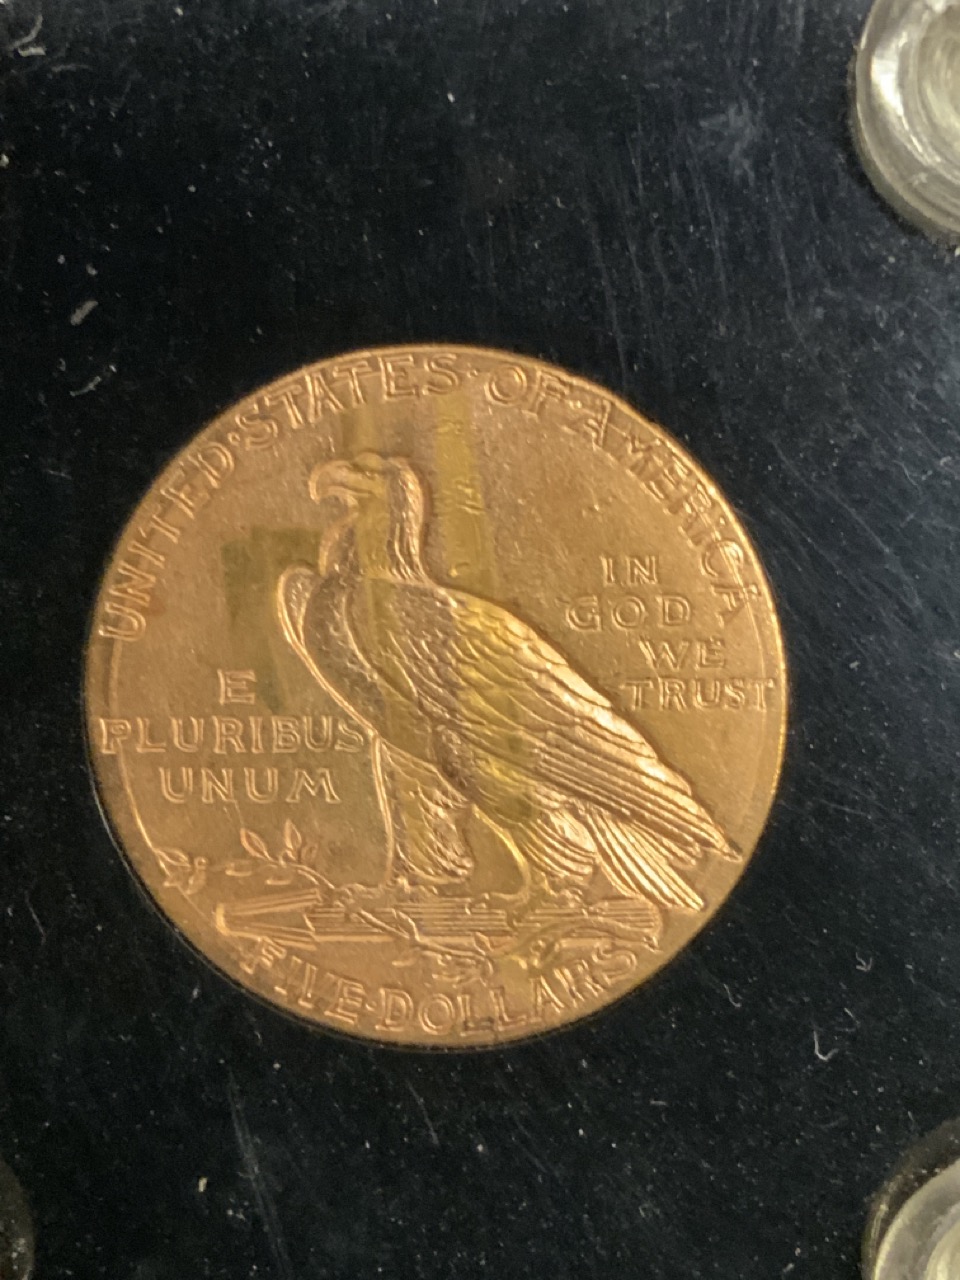 UNITED·STATES·OF·AMERICA
IN
GOD
WE
TRUST
E
PLURIBUS
UNUM
FIVE·DOLLARS